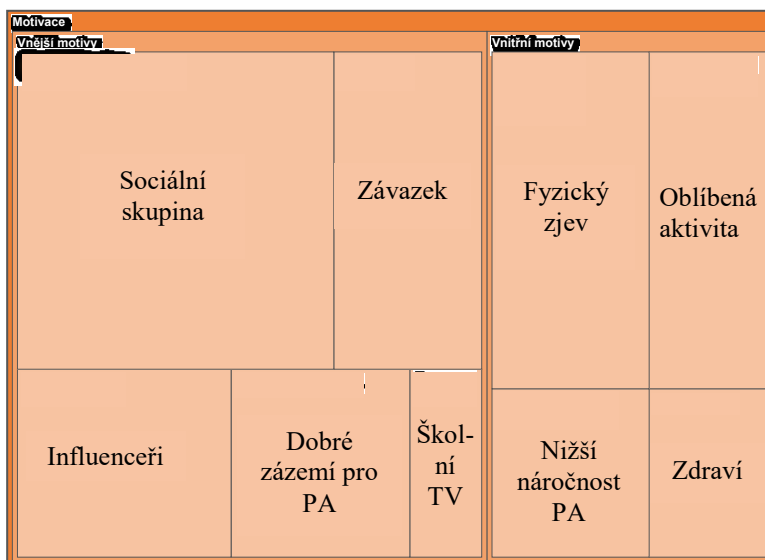 Motivace
Vnější motivy
Sociální
skupina
Závazek
Influenceři
Dobré
zázemí pro
PA
Škol-
ní
TV
Vnitřní motivy
Fyzický
zjev
Oblíbená
aktivita
Nižší
náročnost
PA
Zdraví